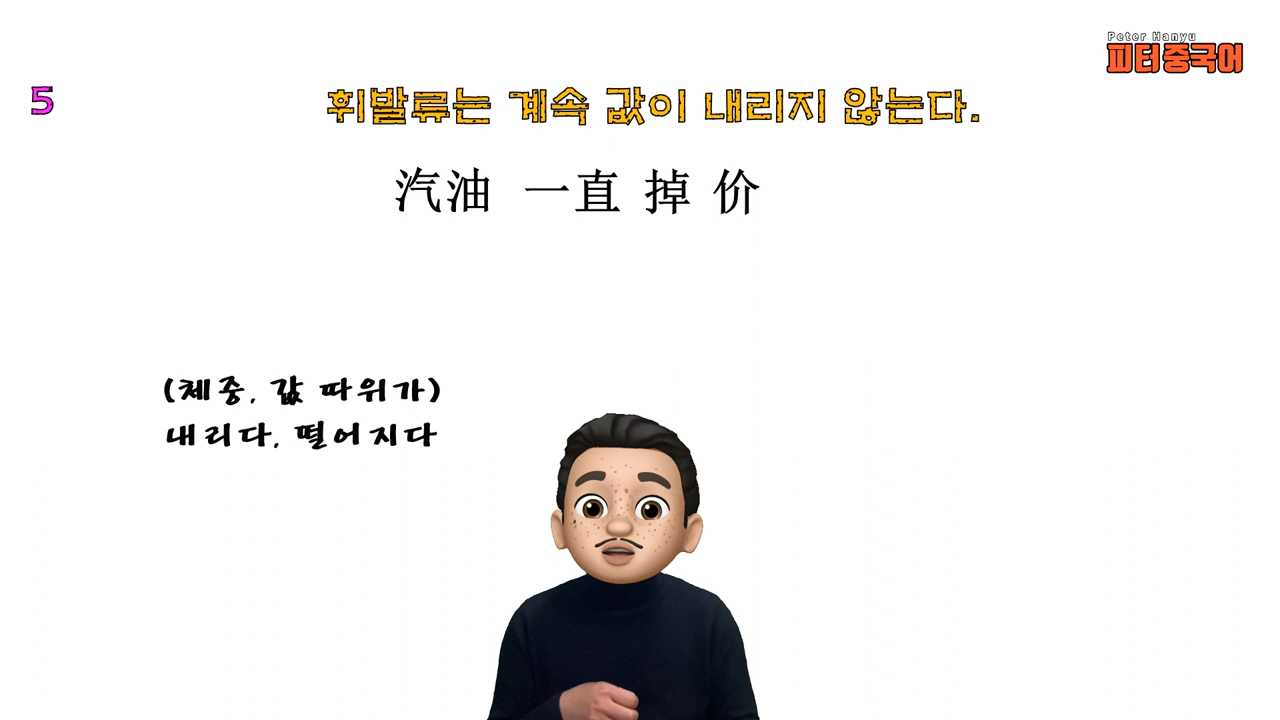 Peter Hanyu
피터중국어
5
휘발류는 계속 값이 내리지 않는다.
汽油 一直 掉 价
(체중, 값 따위가)
내리다, 떨어지다